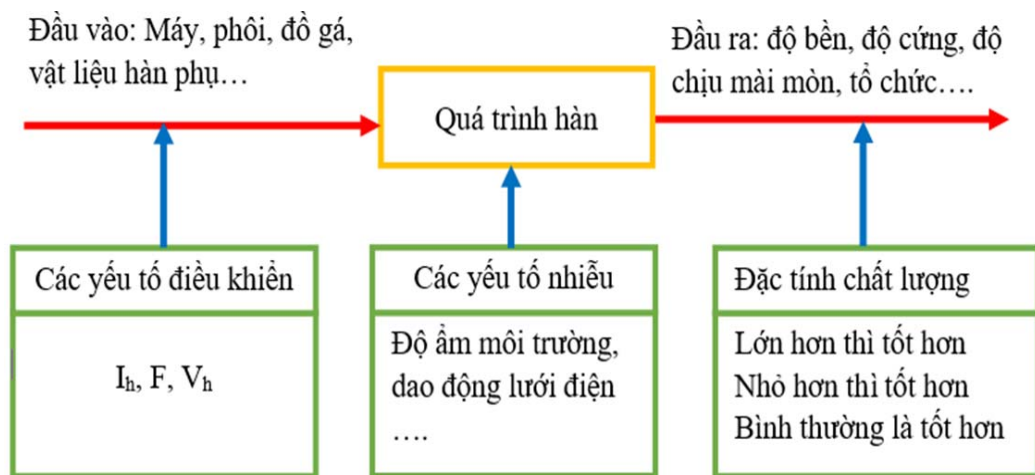 Đầu vào: Máy, phôi, đồ gá,
vật liệu hàn phụ…
Quá trình hàn
Đầu ra: độ bền, độ cứng, độ
chịu mài mòn, tổ chức….
Các yếu tố điều khiển
I_h, F, V_h
Các yếu tố nhiễu
Độ ẩm môi trường,
dao động lưới điện
….
Đặc tính chất lượng
Lớn hơn thì tốt hơn
Nhỏ hơn thì tốt hơn
Bình thường là tốt hơn